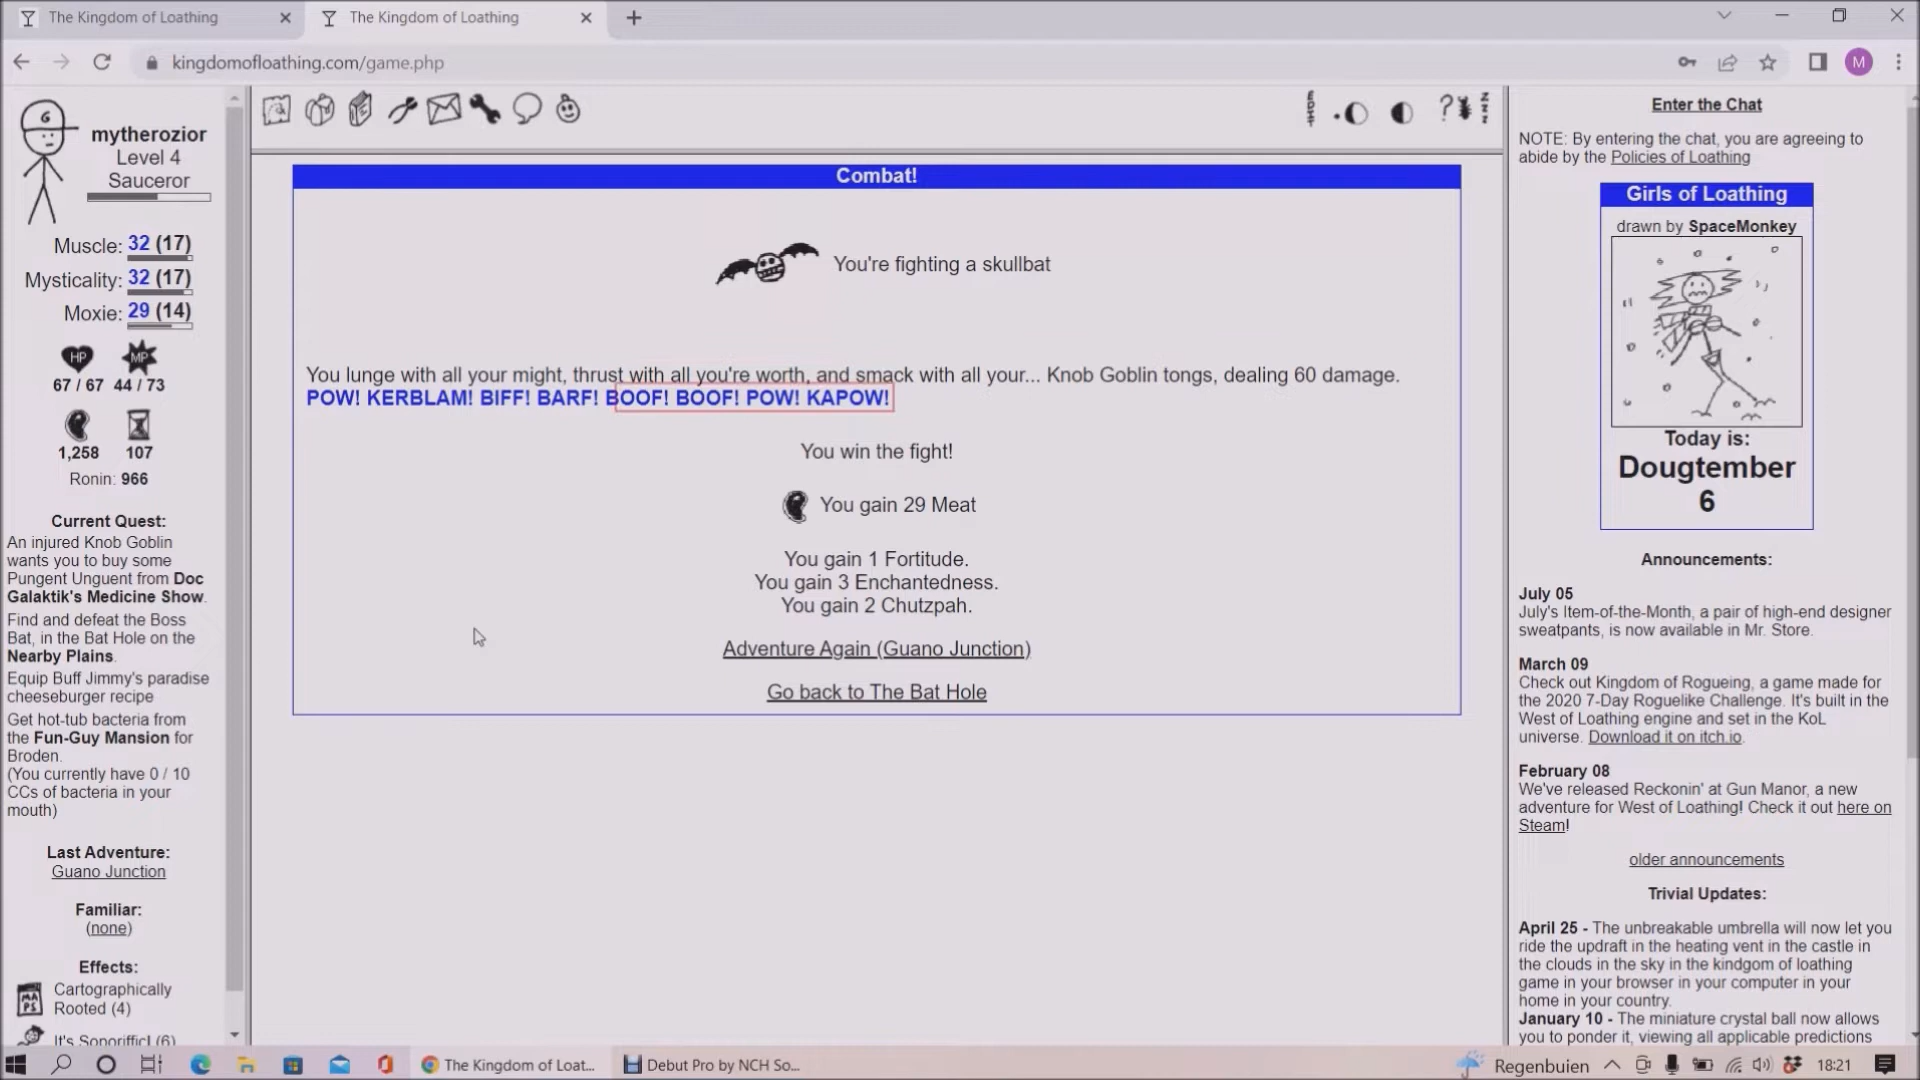 The Kingdom of Loathing
The Kingdom of Loathing
kingdomofloathing.com/game.php
M
mytherozior
Level 4
Sauceror
Muscle: 32 (17)
Mysticality: 32 (17)
Moxie: 29 (14)
HP
MP
67 / 67
44 / 73
1,258
107
Ronin: 966
Current Quest:
An injured Knob Goblin
wants you to buy some
Pungent Unguent from Doc
Galaktik's Medicine Show.
Find and defeat the Boss
Bat, in the Bat Hole on the
Nearby Plains.
Equip Buff Jimmy's paradise
cheeseburger recipe
Get hot-tub bacteria from
the Fun-Guy Mansion for
Broden.
(You currently have 0 / 10
CCs of bacteria in your
mouth)
Last Adventure:
Guano Junction
Familiar:
(none)
Effects:
MAPS
Cartographically
Rooted (4)
It's Soporific! (6)
Combat!
You're fighting a skullbat
You lunge with all your might, thrust with all you're worth, and smack with all your... Knob Goblin tongs, dealing 60 damage.
POW! KERBLAM! BIFF! BARF! BOOF! BOOF! POW! KAPOW!
You win the fight!
You gain 29 Meat
You gain 1 Fortitude.
You gain 3 Enchantedness.
You gain 2 Chutzpah.
Adventure Again (Guano Junction)
Go back to The Bat Hole
Enter the Chat
NOTE: By entering the chat, you are agreeing to
abide by the Policies of Loathing
Girls of Loathing
drawn by SpaceMonkey
Today is:
Dougtember
6
Announcements:
July 05
July's Item-of-the-Month, a pair of high-end designer
sweatpants, is now available in Mr. Store.
March 09
Check out Kingdom of Rogueing, a game made for
the 2020 7-Day Roguelike Challenge. It's built in the
West of Loathing engine and set in the KoL
universe. Download it on itch.io.
February 08
We've released Reckonin' at Gun Manor, a new
adventure for West of Loathing! Check it out here on
Steam!
older announcements
Trivial Updates:
April 25 - The unbreakable umbrella will now let you
ride the updraft in the heating vent in the castle in
the clouds in the sky in the kindgom of loathing
game in your browser in your computer in your
home in your country.
January 10 - The miniature crystal ball now allows
you to ponder it, viewing all applicable predictions
The Kingdom of Loat...
Debut Pro by NCH So...
Regenbuien
18:21